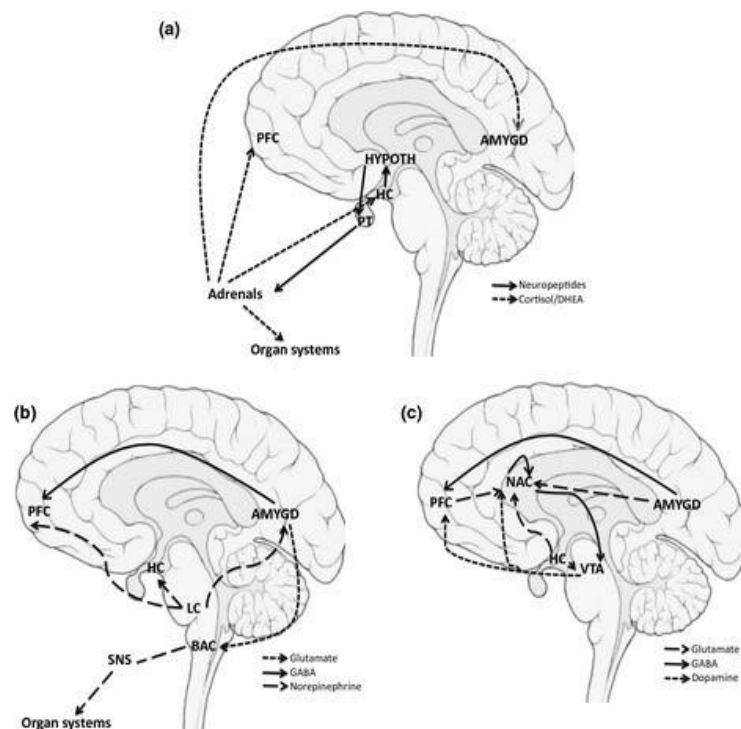 (a)
PFC
AMYGD
HYPOTH
HC
PT
Adrenals
Neuropeptides
Cortisol/DHEA
Organ systems
(b)
PFC
AMYGD
HC
LC
BAC
SNS
Glutamate
GABA
Norepinephrine
Organ systems
(c)
NAC
PFC
AMYGD
HC
VTA
Glutamate
GABA
Dopamine